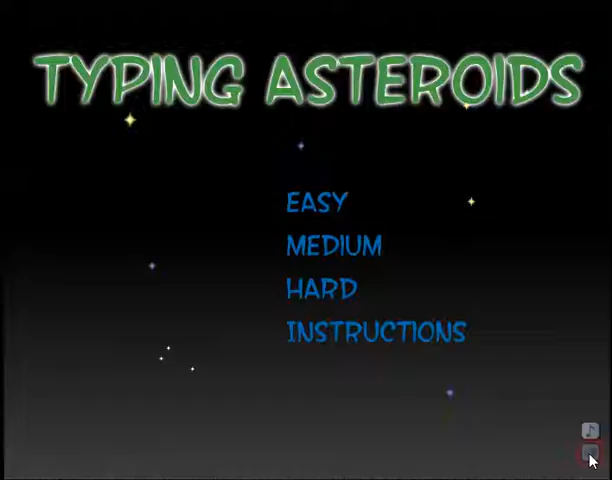 TYPING ASTEROIDS
EASY
MEDIUM
HARD
INSTRUCTIONS